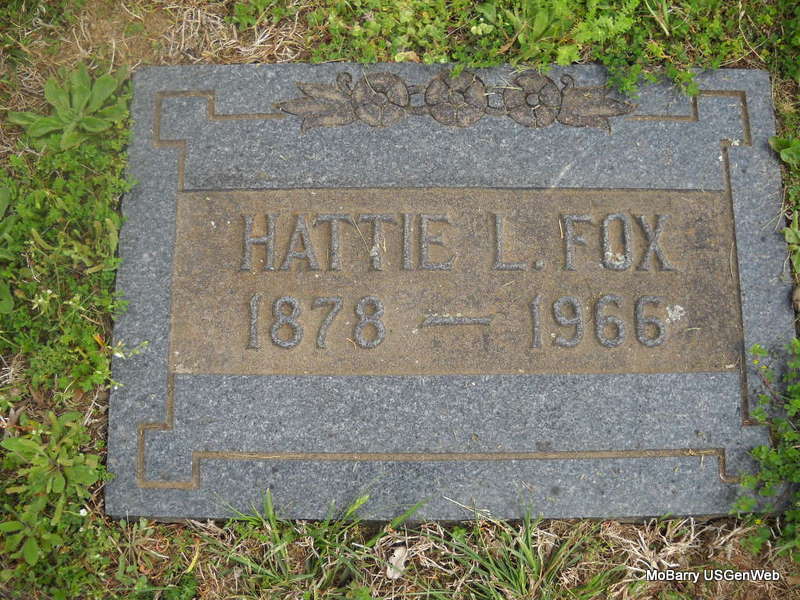 HATTIE L. FOX
1878 — 1966
MoBarry USGenWeb